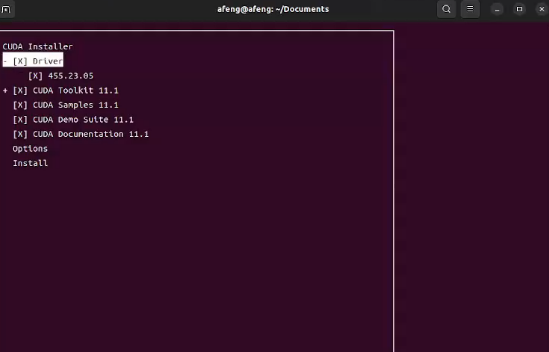 afeng@afeng: ~/Documents
CUDA Installer
- [X] Driver
[X] 455.23.05
+ [X] CUDA Toolkit 11.1
[X] CUDA Samples 11.1
[X] CUDA Demo Suite 11.1
[X] CUDA Documentation 11.1
Options
Install